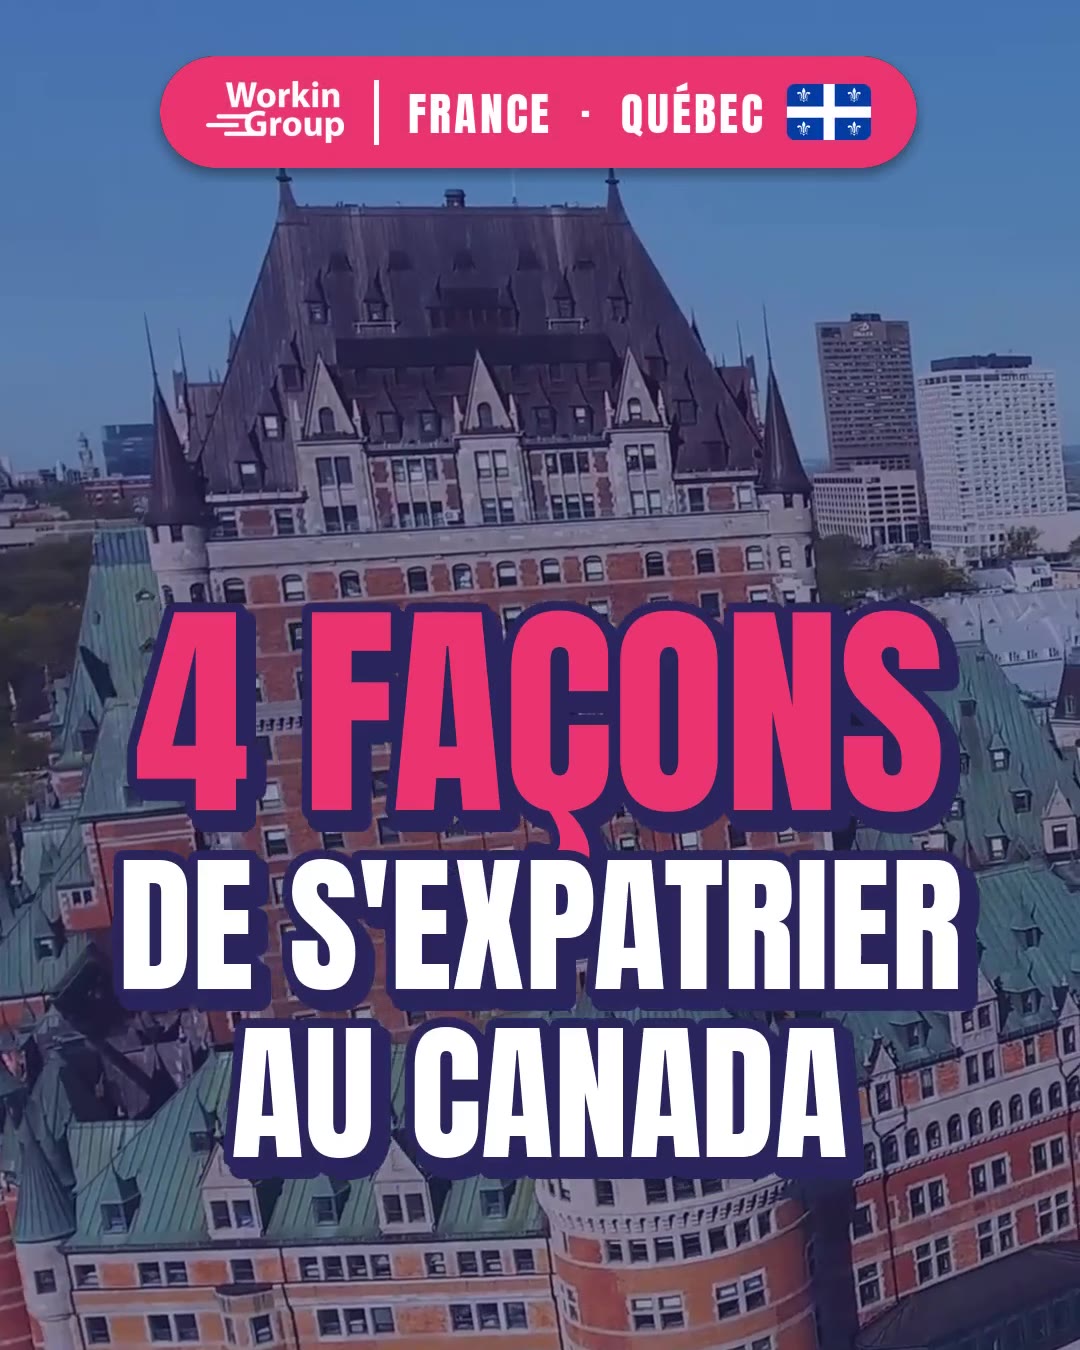 Workin
Group
FRANCE · QUÉBEC
4 FAÇONS
DE S'EXPATRIER
AU CANADA